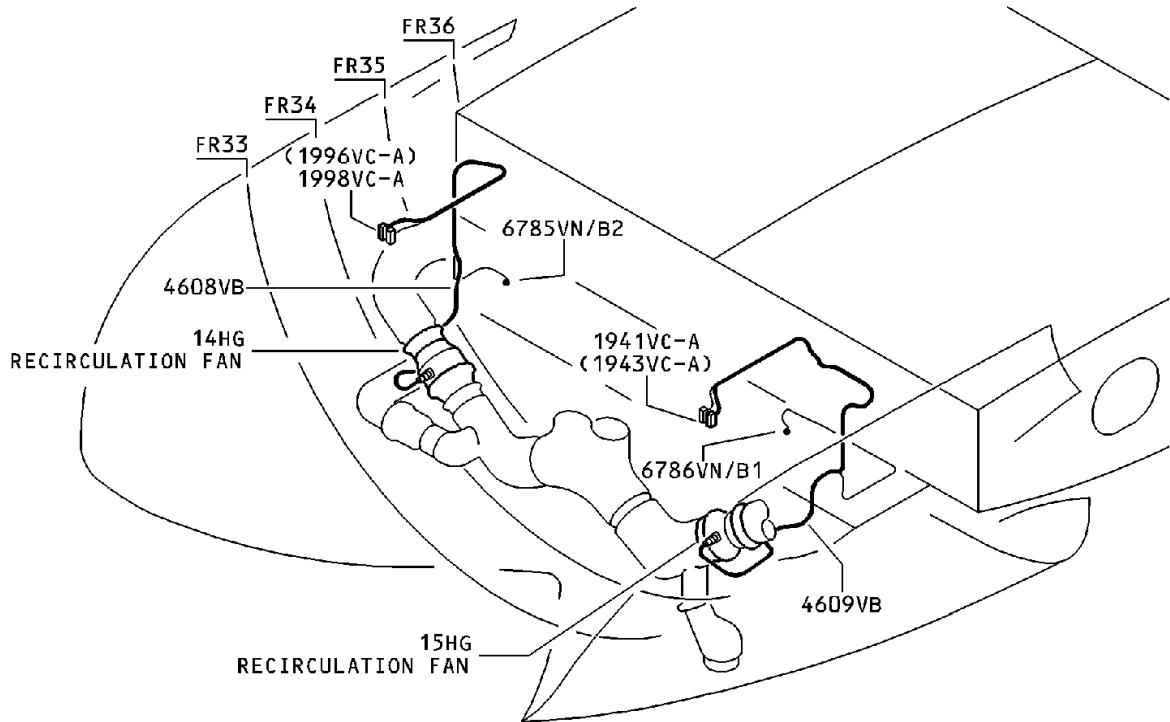 FR36
FR35
FR34
FR33
(1996VC-A)
1998VC-A
6785VN/B2
4608VB
14HG
RECIRCULATION FAN
1941VC-A
(1943VC-A)
6786VN/B1
4609VB
15HG
RECIRCULATION FAN